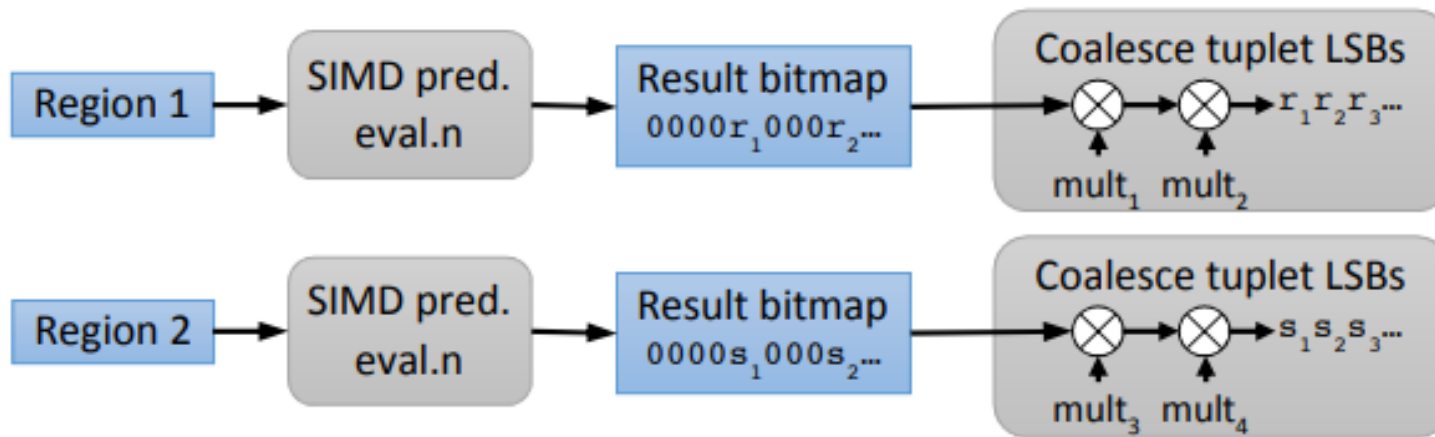 Region 1
SIMD pred.
eval.n
Result bitmap
0000r₁000r₂…
Coalesce tuplet LSBs
r₁r₂r₃…
mult₁ mult₂
Region 2
SIMD pred.
eval.n
Result bitmap
0000s₁000s₂…
Coalesce tuplet LSBs
s₁s₂s₃…
mult₃ mult₄